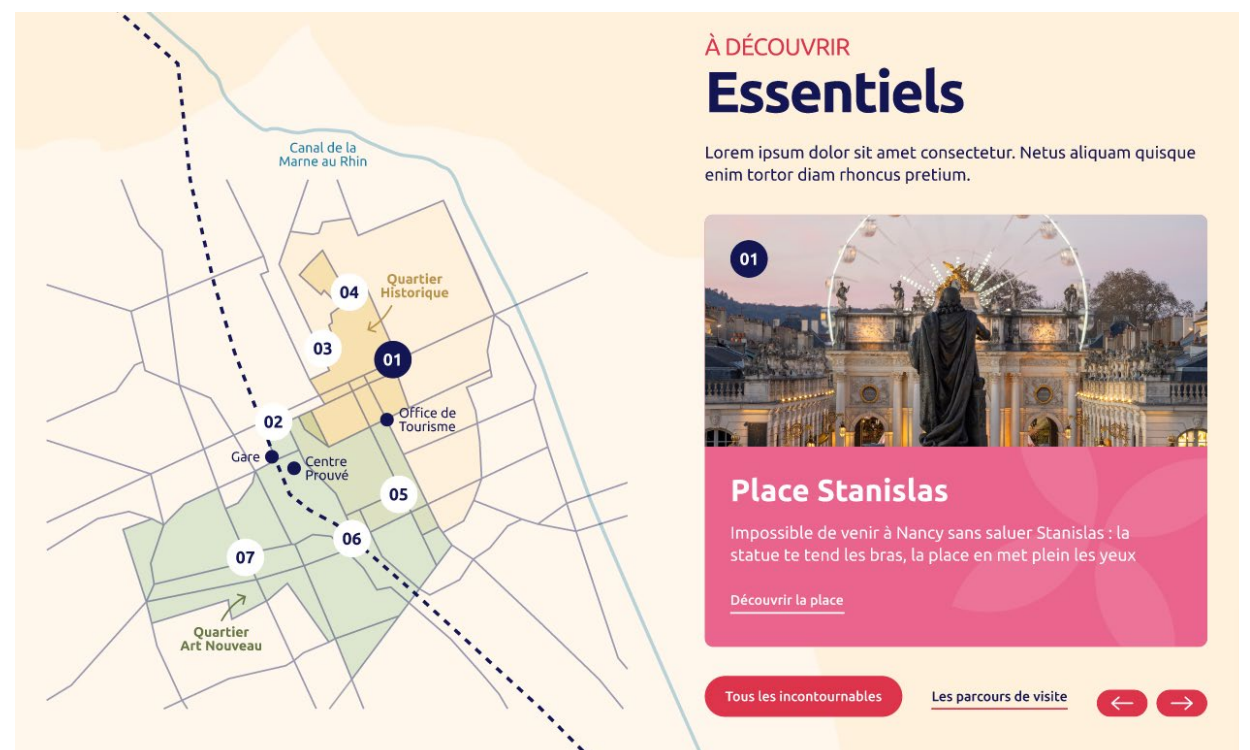 À DÉCOUVRIR
Essentiels
Lorem ipsum dolor sit amet consectetur. Netus aliquam quisque
enim tortor diam rhoncus pretium.
Canal de la
Marne au Rhin
Quartier
Historique
04
03
01
02
Office de
Tourisme
Gare
Centre
Prouvé
05
06
07
Quartier
Art Nouveau
01
Place Stanislas
Impossible de venir à Nancy sans saluer Stanislas : la
statue te tend les bras, la place en met plein les yeux
Découvrir la place
Tous les incontournables
Les parcours de visite